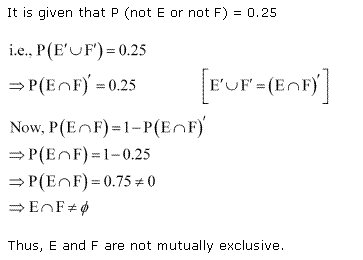 It is given that P (not E or not F) = 0.25
i.e., P(E′∪F′) = 0.25
⇒ P(E∩F)′ = 0.25 [E′∪F′ = (E∩F)′]
Now, P(E∩F) = 1−P(E∩F)′
⇒ P(E∩F) = 1−0.25
⇒ P(E∩F) = 0.75 ≠ 0
⇒ E∩F ≠ ϕ
Thus, E and F are not mutually exclusive.